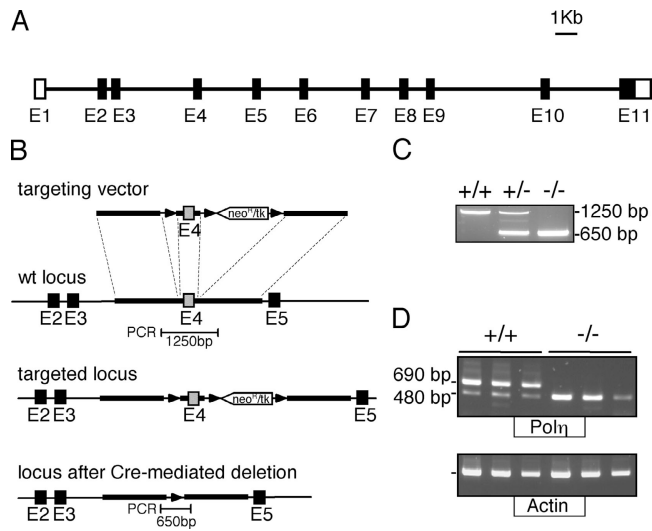 A
1Kb
E1 E2 E3 E4 E5 E6 E7 E8 E9 E10 E11
B
targeting vector
neoᴿ/tk
E4
wt locus
E2 E3 E4 E5
PCR 1250bp
targeted locus
neoᴿ/tk
E2 E3 E4 E5
locus after Cre-mediated deletion
PCR
E2 E3 650bp E5
C
+/+ +/- -/-
-1250 bp
-650 bp
D
+/+ -/-
690 bp-
480 bp-
Polη
-
Actin